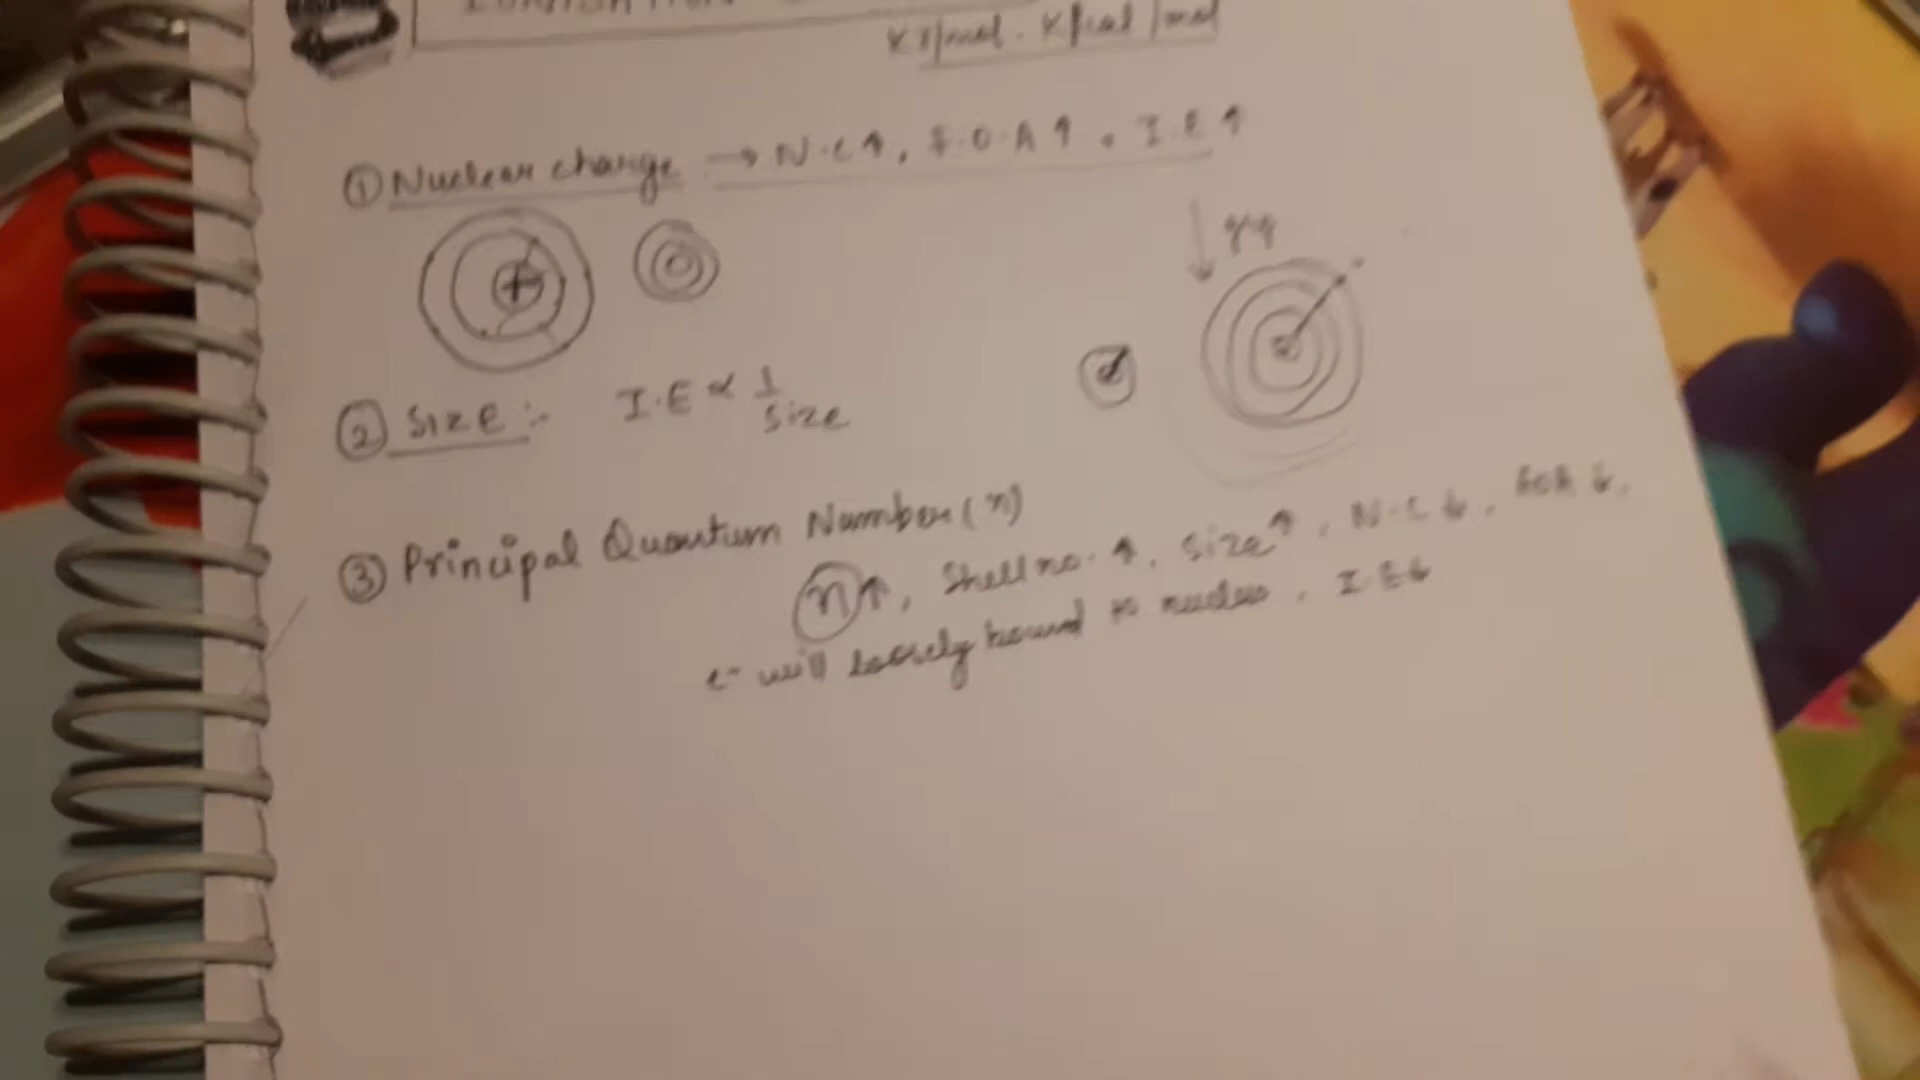 KJ/mol. Kcal/mol
① Nuclear charge → N.C↑, F.O.A↑, I.E↑
② SIZE :- I.E ∝ 1/Size
③ Principal Quantum Number (n)
n↑, Shell no. ↑, Size↑, N.C↓, FOA↓,
e- will loosely bound to nucleus, I.E↓